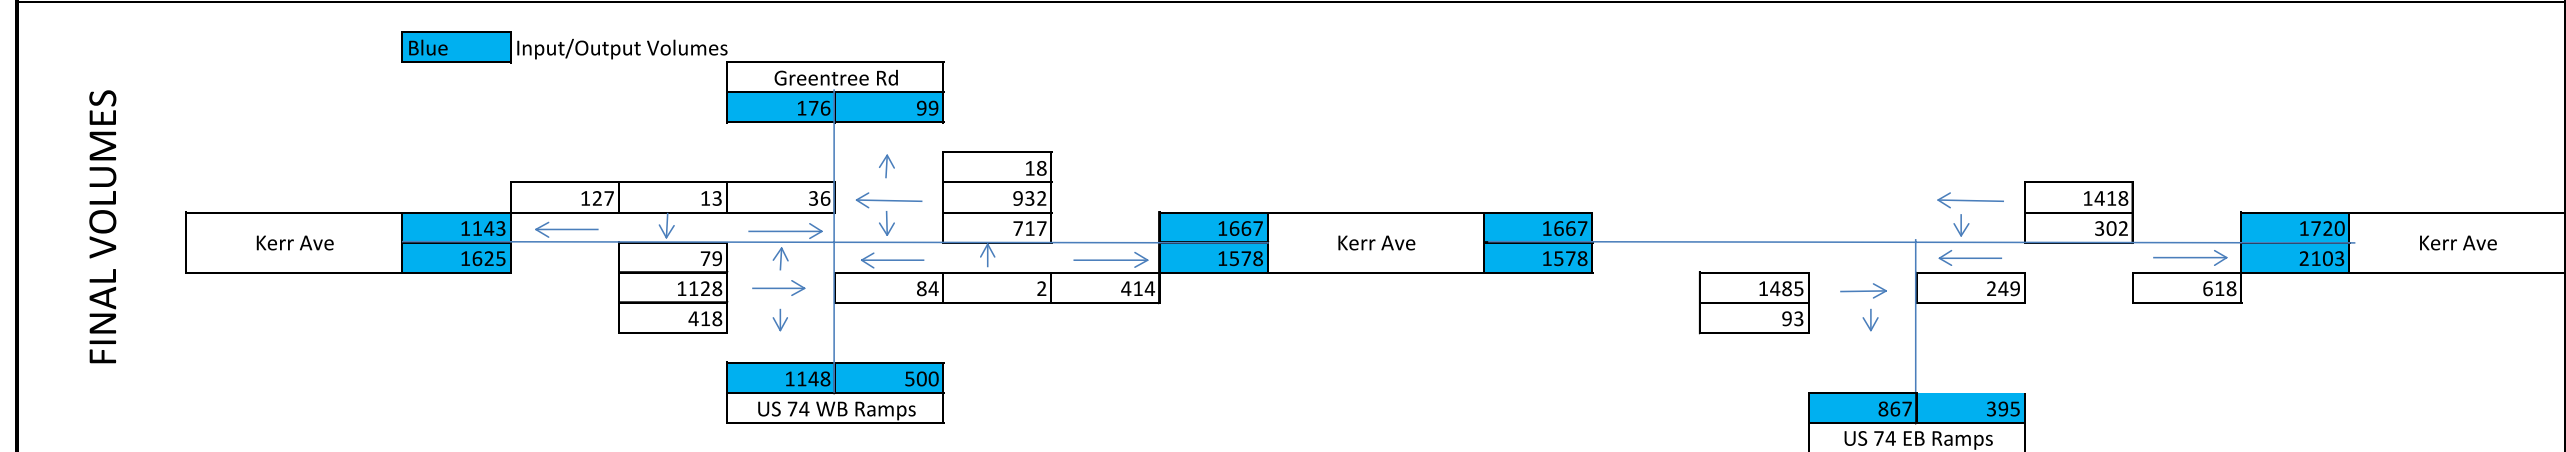 FINAL VOLUMES
Blue Input/Output Volumes
Greentree Rd
176 99
18
127 13 36 932 1418
Kerr Ave 1143 717 1667 Kerr Ave 1667 302 1720 Kerr Ave
1625 79 1578 1578 2103
1128 84 2 414 1485 249 618
418 93
1148 500
US 74 WB Ramps 867 395
US 74 EB Ramps